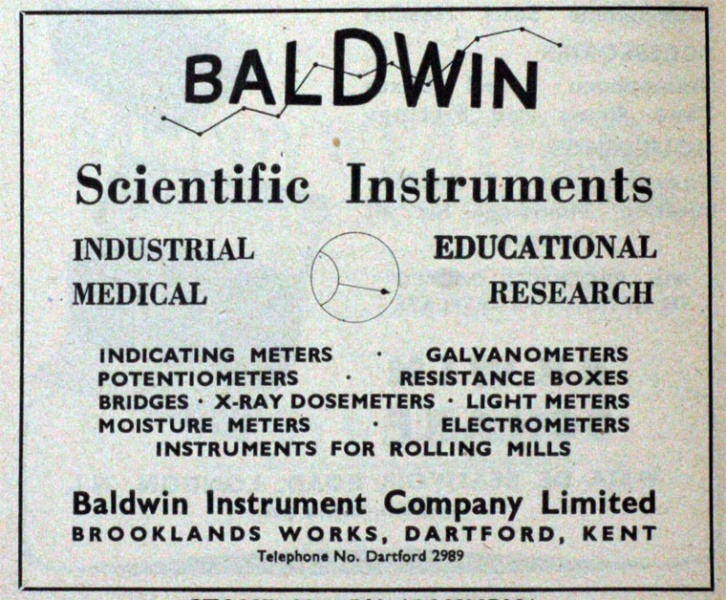 BALDWIN
Scientific Instruments
INDUSTRIAL EDUCATIONAL
MEDICAL RESEARCH
INDICATING METERS · GALVANOMETERS
POTENTIOMETERS · RESISTANCE BOXES
BRIDGES · X-RAY DOSEMETERS · LIGHT METERS
MOISTURE METERS · ELECTROMETERS
INSTRUMENTS FOR ROLLING MILLS
Baldwin Instrument Company Limited
BROOKLANDS WORKS, DARTFORD, KENT
Telephone No. Dartford 2989